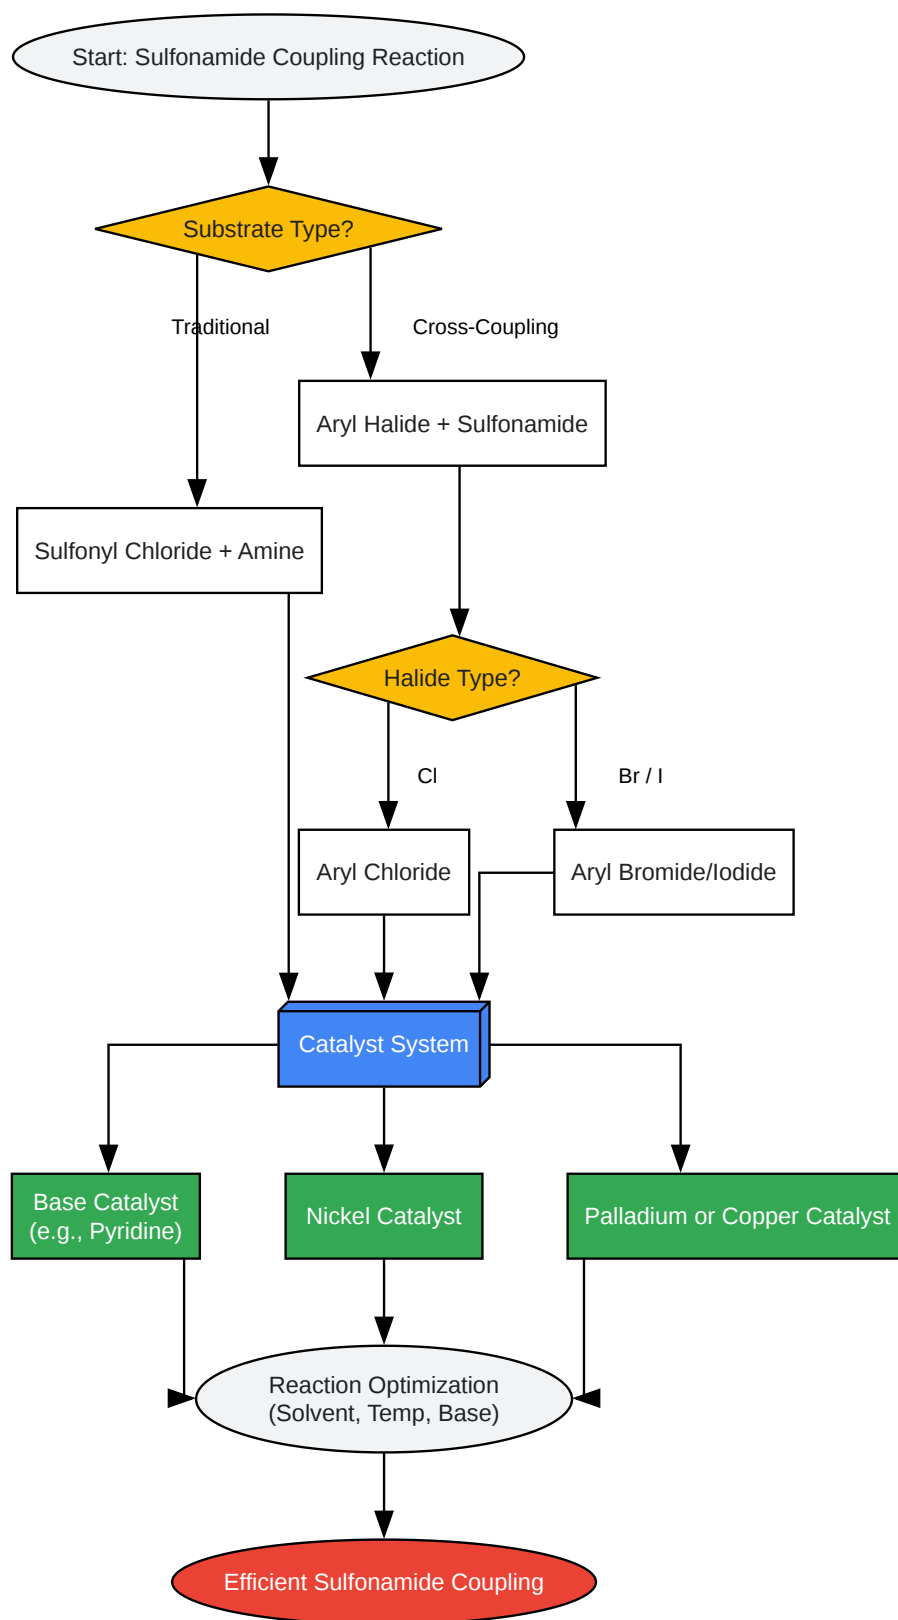 Start: Sulfonamide Coupling Reaction
Substrate Type?
Traditional
Cross-Coupling
Aryl Halide + Sulfonamide
Sulfonyl Chloride + Amine
Halide Type?
Cl
Br / I
Aryl Chloride
Aryl Bromide/Iodide
Catalyst System
Base Catalyst
(e.g., Pyridine)
Nickel Catalyst
Palladium or Copper Catalyst
Reaction Optimization
(Solvent, Temp, Base)
Efficient Sulfonamide Coupling